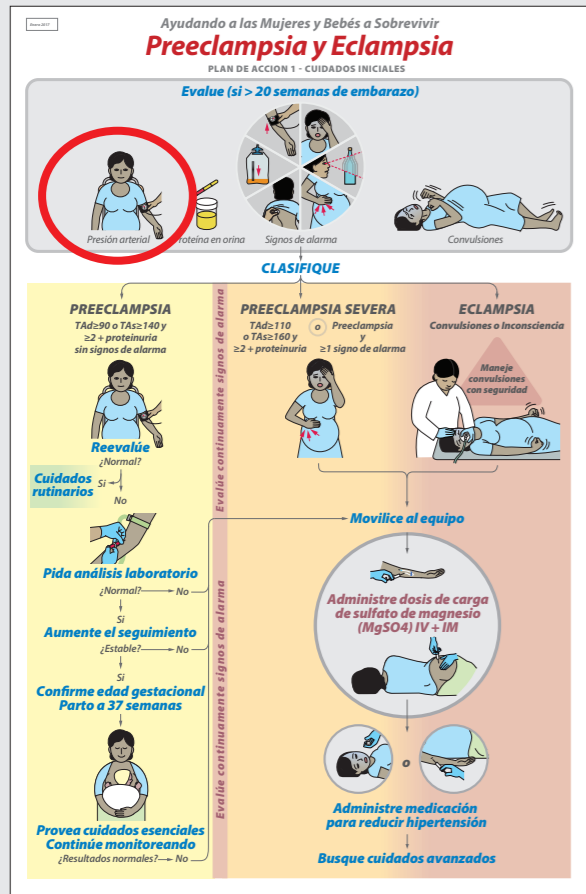 Enero 2017
Ayudando a las Mujeres y Bebés a Sobrevivir
Preeclampsia y Eclampsia
PLAN DE ACCION 1 - CUIDADOS INICIALES
Evalue (si > 20 semanas de embarazo)
Presión arterial
Proteína en orina
Signos de alarma
Convulsiones
CLASIFIQUE
PREECLAMPSIA
TAd≥90 o TAs≥140 y
≥2 + proteinuria
sin signos de alarma
Reevalúe
¿Normal?
Si
Cuidados
rutinarios
No
Pida análisis laboratorio
¿Normal?
No
Si
Aumente el seguimiento
¿Estable?
No
Si
Confirme edad gestacional
Parto a 37 semanas
Provea cuidados esenciales
Continúe monitoreando
¿Resultados normales?
No
Evalúe continuamente signos de alarma
Evalúe continuamente signos de alarma
PREECLAMPSIA SEVERA
TAd≥110
o TAs≥160 y
≥2 + proteinuria
o
Preeclampsia
y
≥1 signo de alarma
ECLAMPSIA
Convulsiones o Inconsciencia
Maneje
convulsiones
con seguridad
Movilice al equipo
Administre dosis de carga
de sulfato de magnesio
(MgSO4) IV + IM
o
Administre medicación
para reducir hipertensión
Busque cuidados avanzados